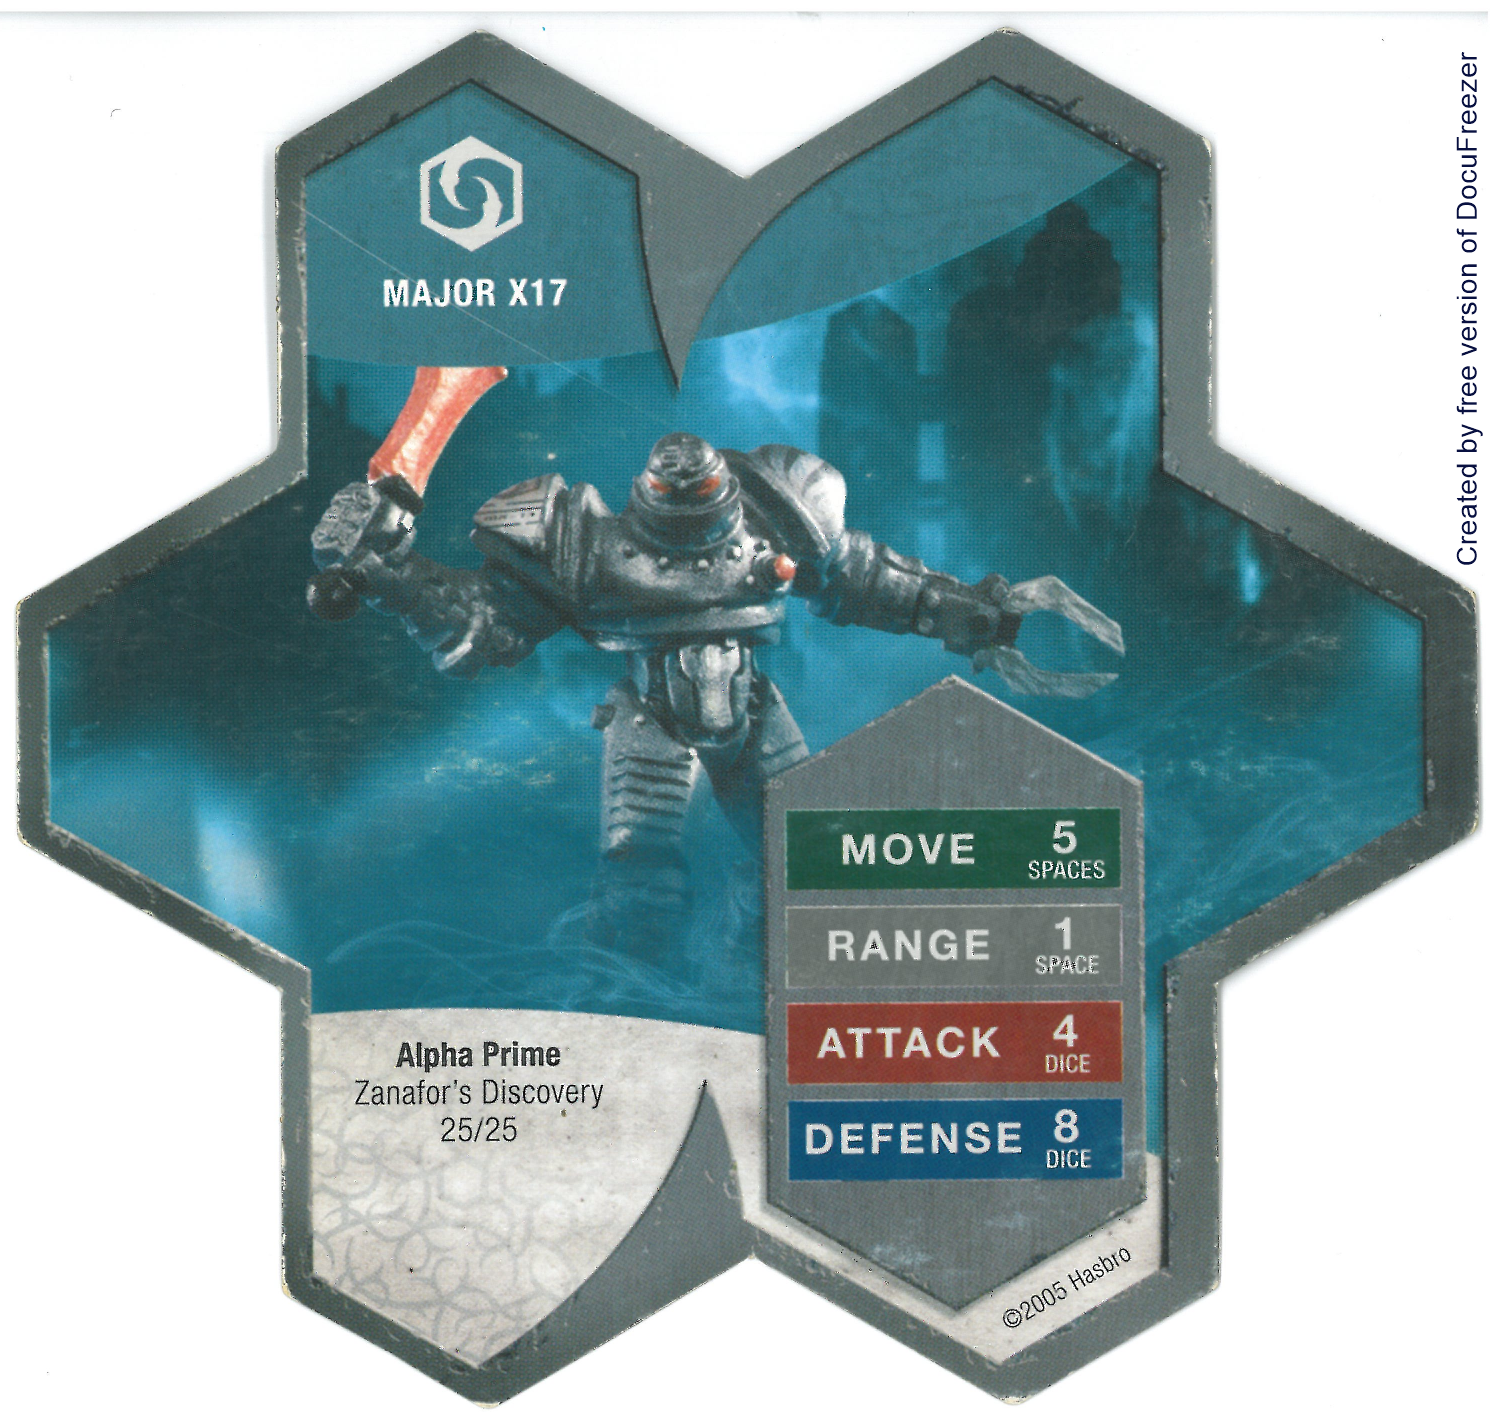 MAJOR X17
MOVE 5 SPACES
RANGE 1 SPACE
ATTACK 4 DICE
DEFENSE 8 DICE
Alpha Prime
Zanafor's Discovery
25/25
©2005 Hasbro
Created by free version of DocuFreezer